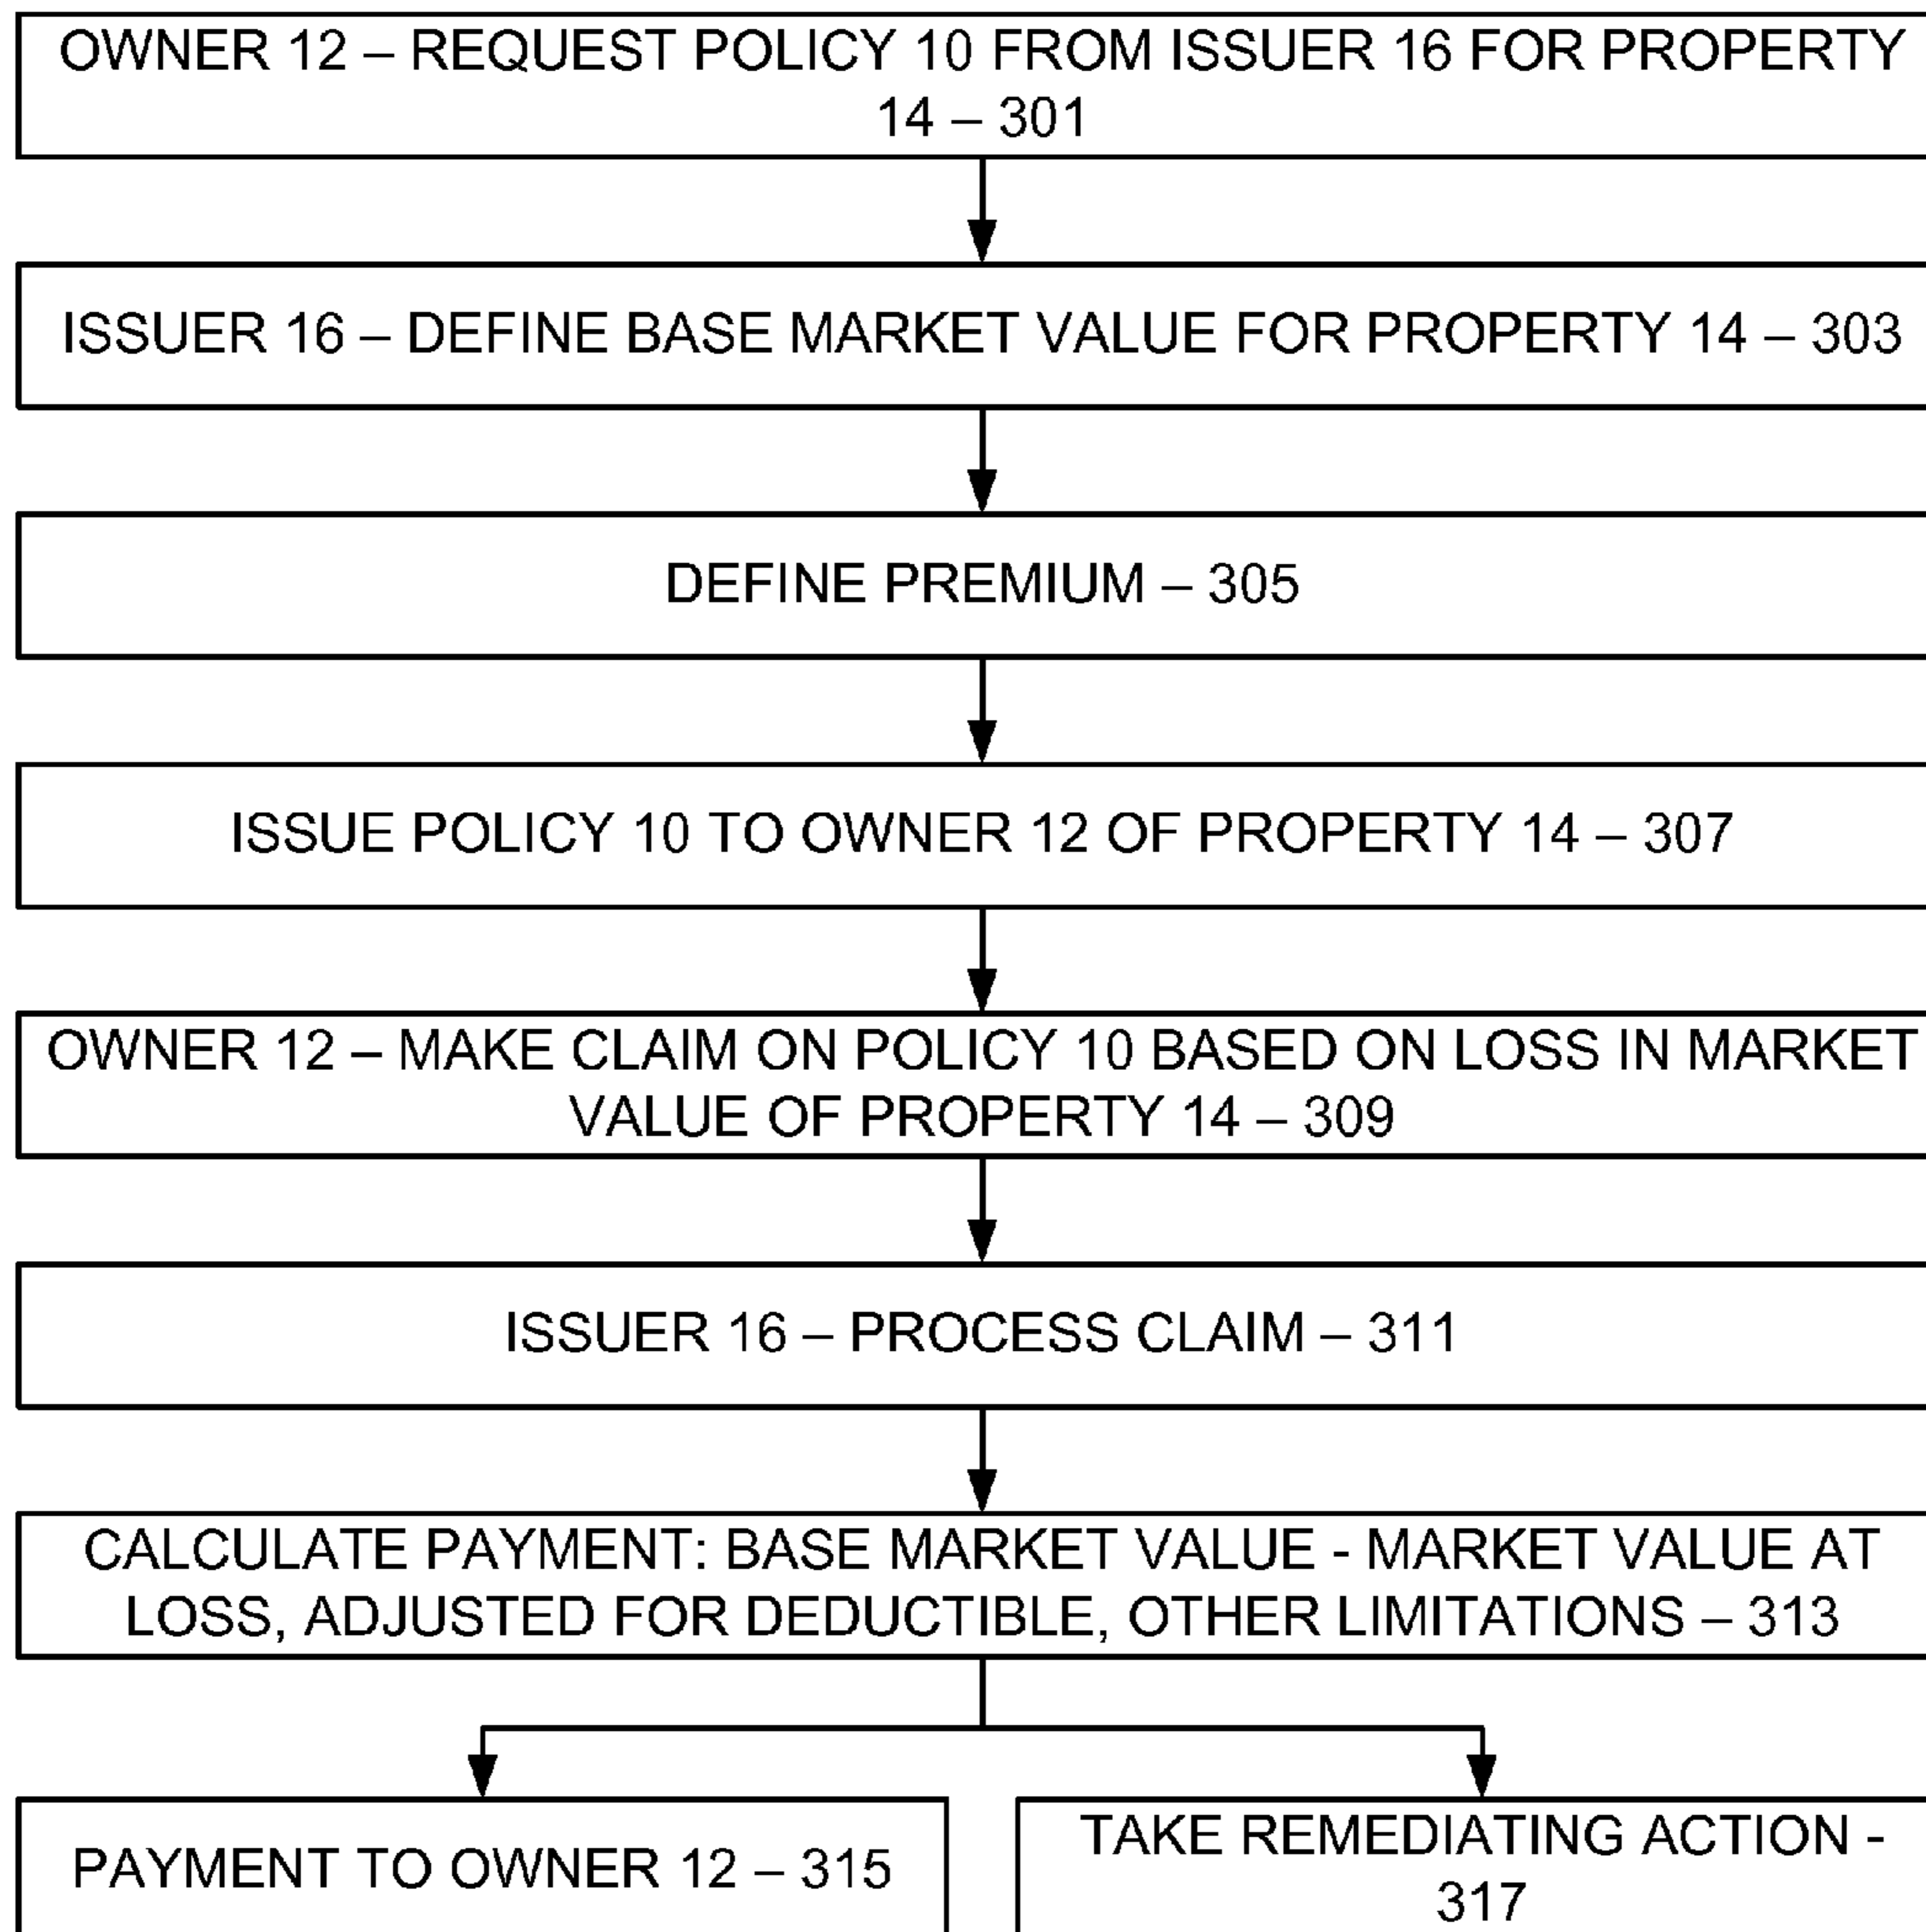 OWNER 12 – REQUEST POLICY 10 FROM ISSUER 16 FOR PROPERTY
14 – 301
ISSUER 16 – DEFINE BASE MARKET VALUE FOR PROPERTY 14 – 303
DEFINE PREMIUM – 305
ISSUE POLICY 10 TO OWNER 12 OF PROPERTY 14 – 307
OWNER 12 – MAKE CLAIM ON POLICY 10 BASED ON LOSS IN MARKET
VALUE OF PROPERTY 14 – 309
ISSUER 16 – PROCESS CLAIM – 311
CALCULATE PAYMENT: BASE MARKET VALUE - MARKET VALUE AT
LOSS, ADJUSTED FOR DEDUCTIBLE, OTHER LIMITATIONS – 313
PAYMENT TO OWNER 12 – 315
TAKE REMEDIATING ACTION -
317